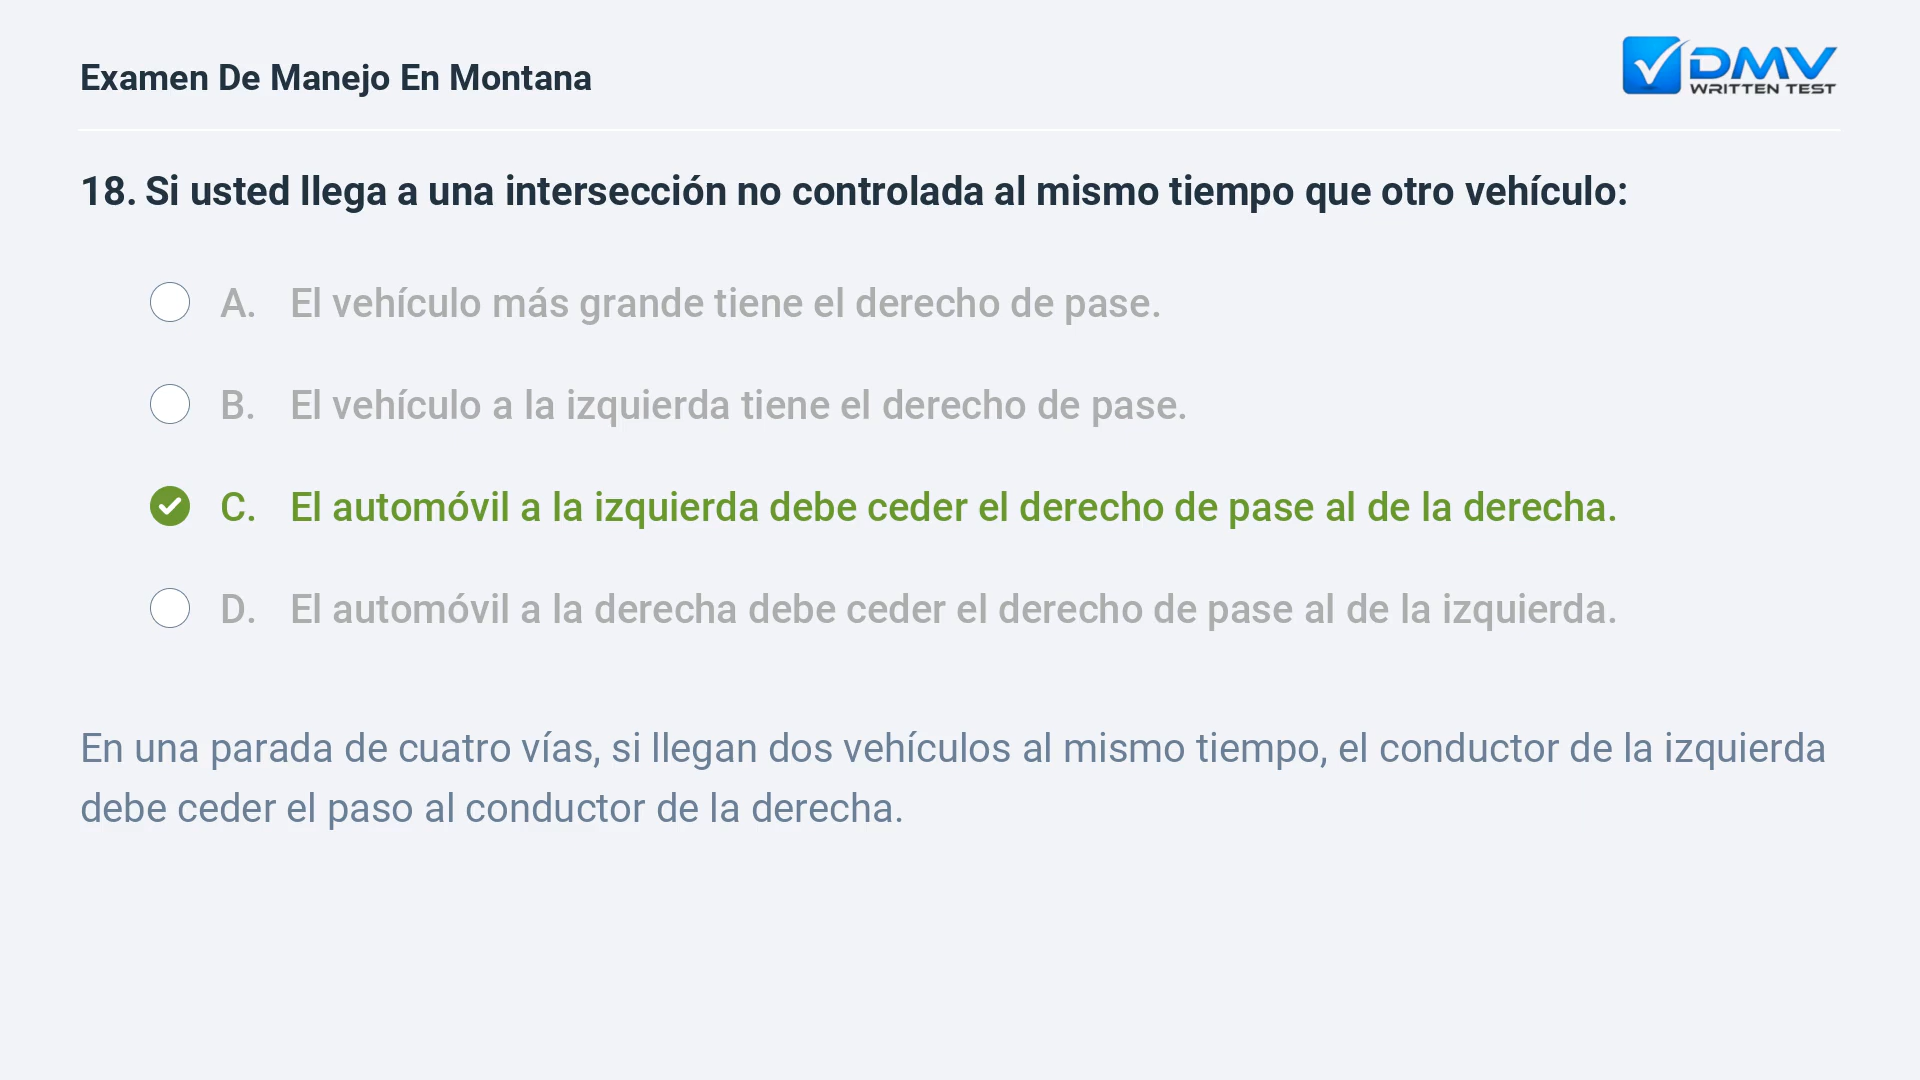 Examen De Manejo En Montana
DMV
WRITTEN TEST
18. Si usted llega a una intersección no controlada al mismo tiempo que otro vehículo:
A. El vehículo más grande tiene el derecho de pase.
B. El vehículo a la izquierda tiene el derecho de pase.
C. El automóvil a la izquierda debe ceder el derecho de pase al de la derecha.
D. El automóvil a la derecha debe ceder el derecho de pase al de la izquierda.
En una parada de cuatro vías, si llegan dos vehículos al mismo tiempo, el conductor de la izquierda
debe ceder el paso al conductor de la derecha.